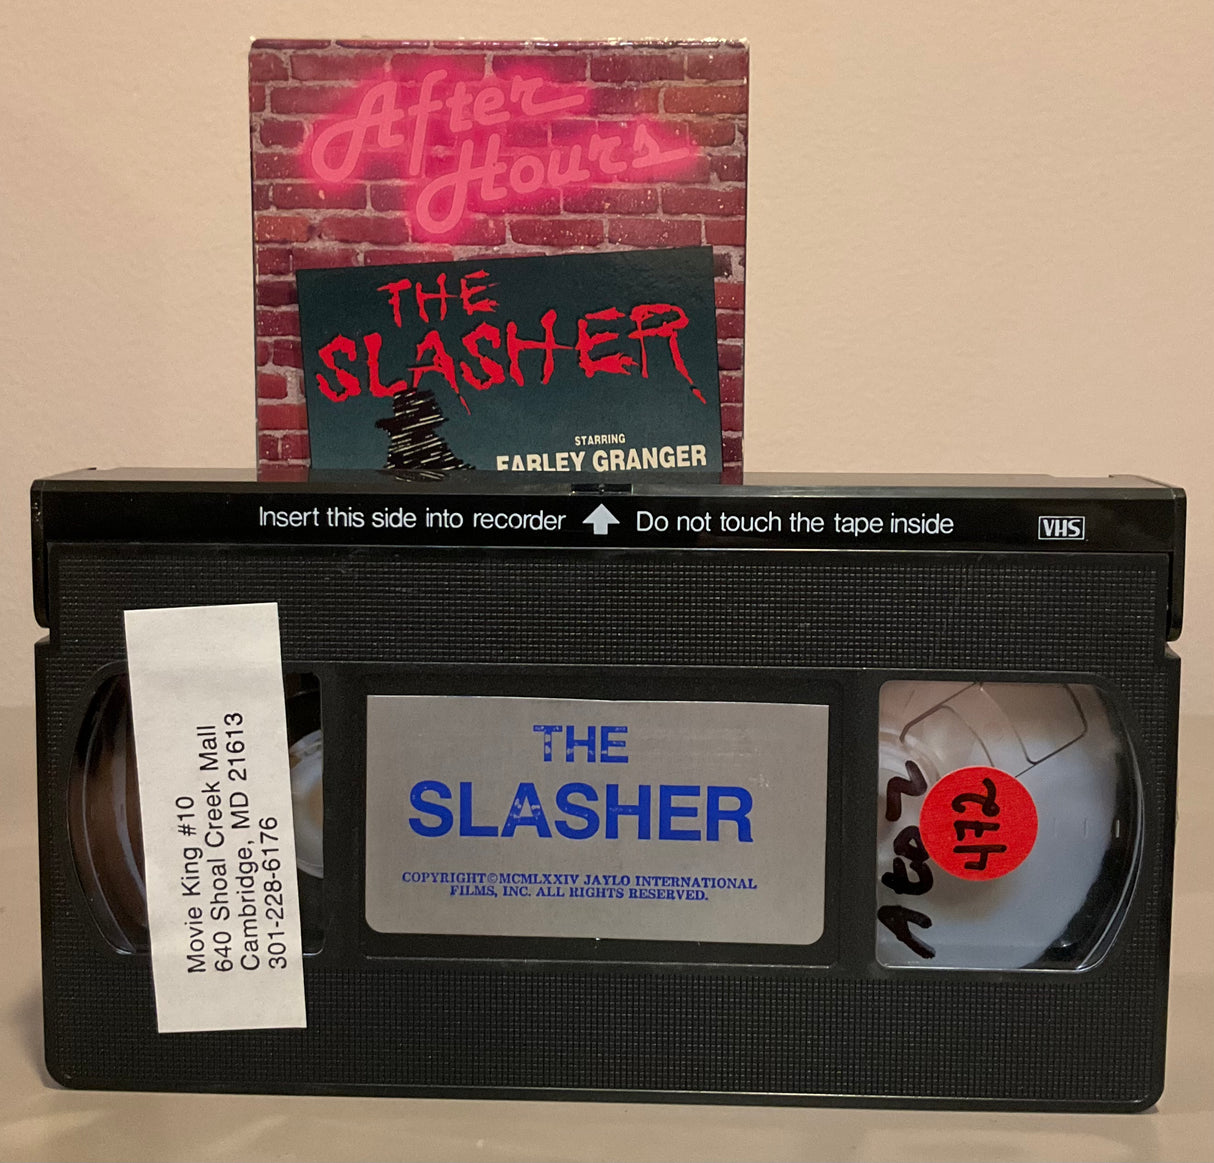 After
Hours
THE
SLASHER
STARRING
FARLEY GRANGER
Insert this side into recorder Do not touch the tape inside VHS
Movie King #10
640 Shoal Creek Mall
Cambridge, MD 21613
301-228-6176
THE
SLASHER
COPYRIGHT©MCMLXXIV JAYLO INTERNATIONAL
FILMS, INC. ALL RIGHTS RESERVED.
472